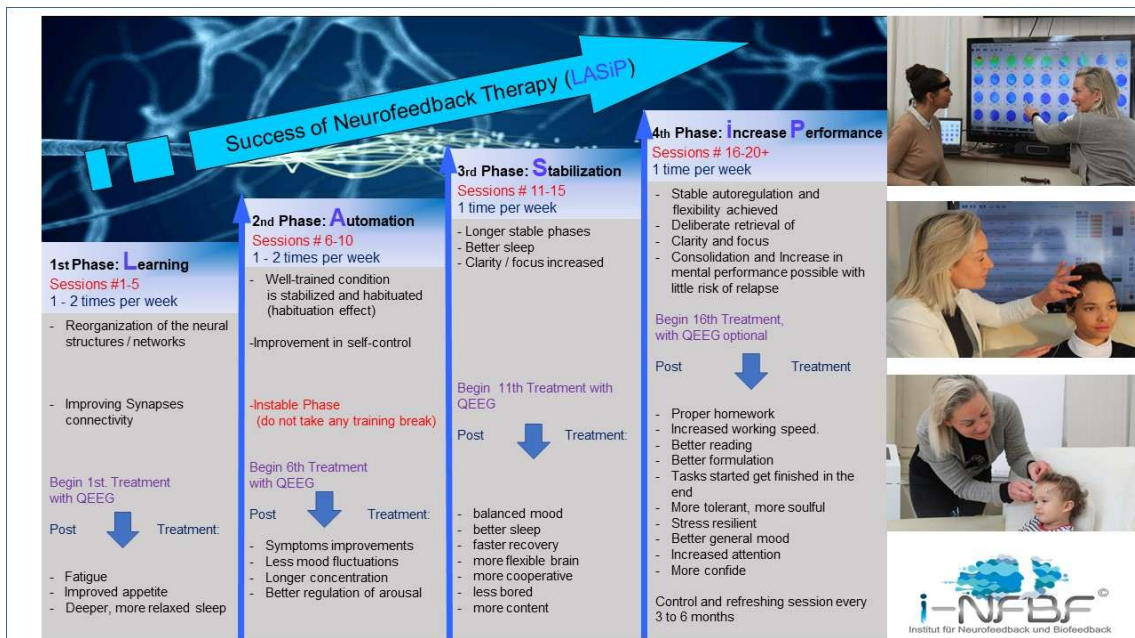 Success of Neurofeedback Therapy (LASiP)
1st Phase: Learning
Sessions #1-5
1 - 2 times per week
- Reorganization of the neural
structures / networks
- Improving Synapses
connectivity
Begin 1st. Treatment
with QEEG
Post Treatment:
- Fatigue
- Improved appetite
- Deeper, more relaxed sleep
2nd Phase: Automation
Sessions # 6-10
1 - 2 times per week
- Well-trained condition
is stabilized and habituated
(habituation effect)
-Improvement in self-control
-Instable Phase
(do not take any training break)
Begin 6th Treatment
with QEEG
Post Treatment:
- Symptoms improvements
- Less mood fluctuations
- Longer concentration
- Better regulation of arousal
3rd Phase: Stabilization
Sessions # 11-15
1 time per week
- Longer stable phases
- Better sleep
- Clarity / focus increased
Begin 11th Treatment with
QEEG
Post Treatment:
- balanced mood
- better sleep
- faster recovery
- more flexible brain
- more cooperative
- less bored
- more content
4th Phase: increase Performance
Sessions # 16-20+
1 time per week
- Stable autoregulation and
flexibility achieved
- Deliberate retrieval of
- Clarity and focus
- Consolidation and Increase in
mental performance possible with
little risk of relapse
Begin 16th Treatment,
with QEEG optional
Post Treatment
- Proper homework
- Increased working speed.
- Better reading
- Better formulation
- Tasks started get finished in the
end
- More tolerant, more soulful
- Stress resilient
- Better general mood
- Increased attention
- More confide
Control and refreshing session every
3 to 6 months
i-NFBF©
Institut für Neurofeedback und Biofeedback